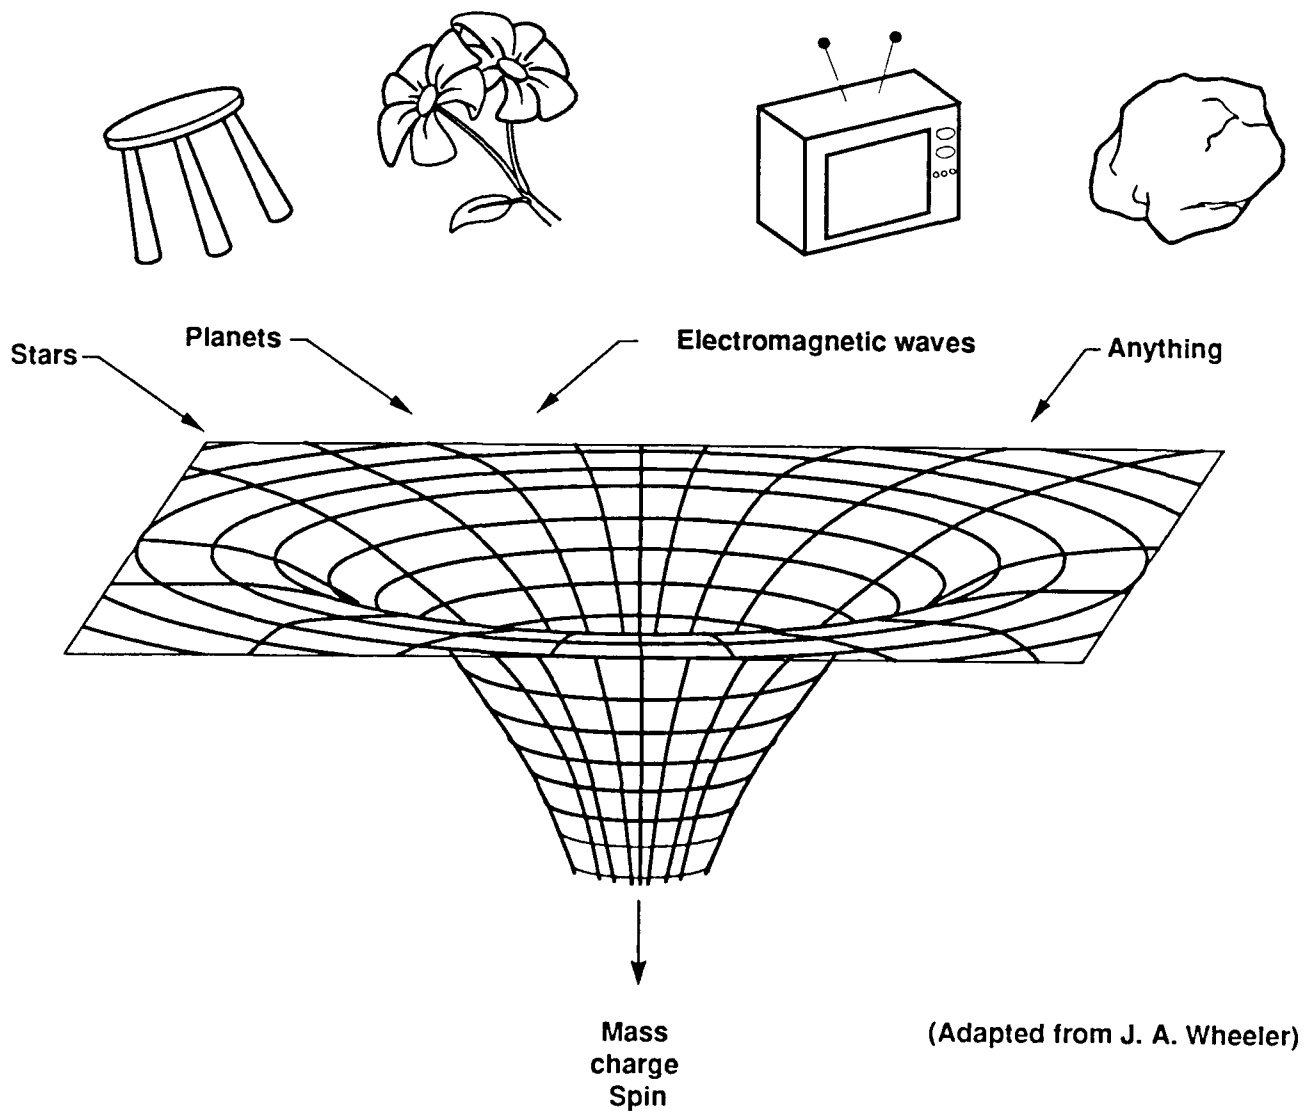 Stars
Planets
Electromagnetic waves
Anything
Mass
charge
Spin
(Adapted from J. A. Wheeler)